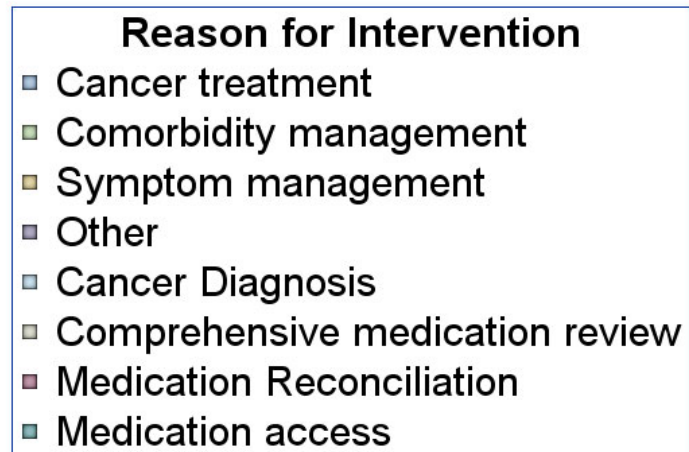 Reason for Intervention
Cancer treatment
Comorbidity management
Symptom management
Other
Cancer Diagnosis
Comprehensive medication review
Medication Reconciliation
Medication access